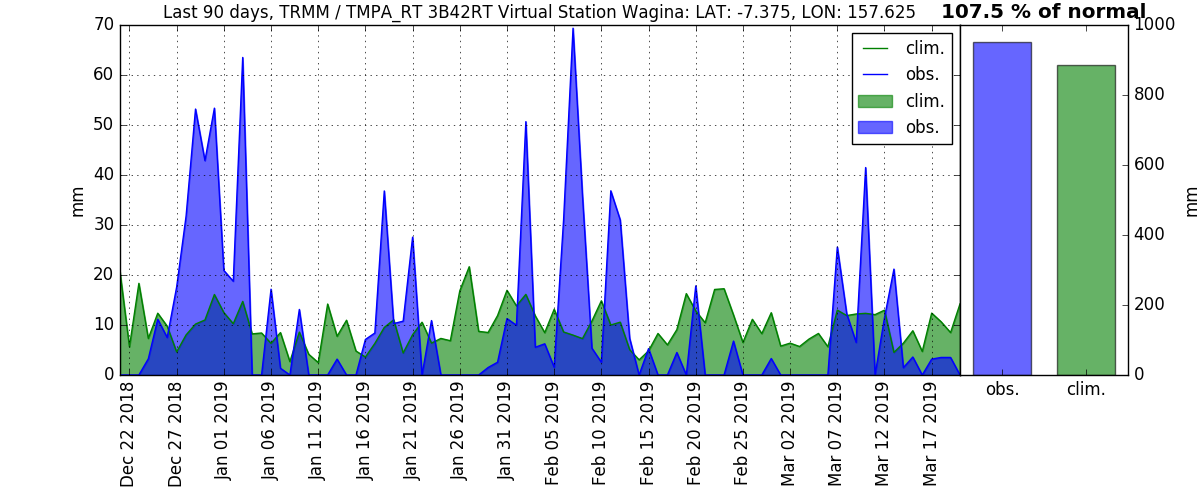 Last 90 days, TRMM / TMPA_RT 3B42RT Virtual Station Wagina: LAT: -7.375, LON: 157.625
107.5 % of normal
70
60
50
40
30
20
10
0
mm
clim.
obs.
clim.
obs.
Dec 22 2018
Dec 27 2018
Jan 01 2019
Jan 06 2019
Jan 11 2019
Jan 16 2019
Jan 21 2019
Jan 26 2019
Jan 31 2019
Feb 05 2019
Feb 10 2019
Feb 15 2019
Feb 20 2019
Feb 25 2019
Mar 02 2019
Mar 07 2019
Mar 12 2019
Mar 17 2019
1000
800
600
400
200
0
mm
obs.
clim.